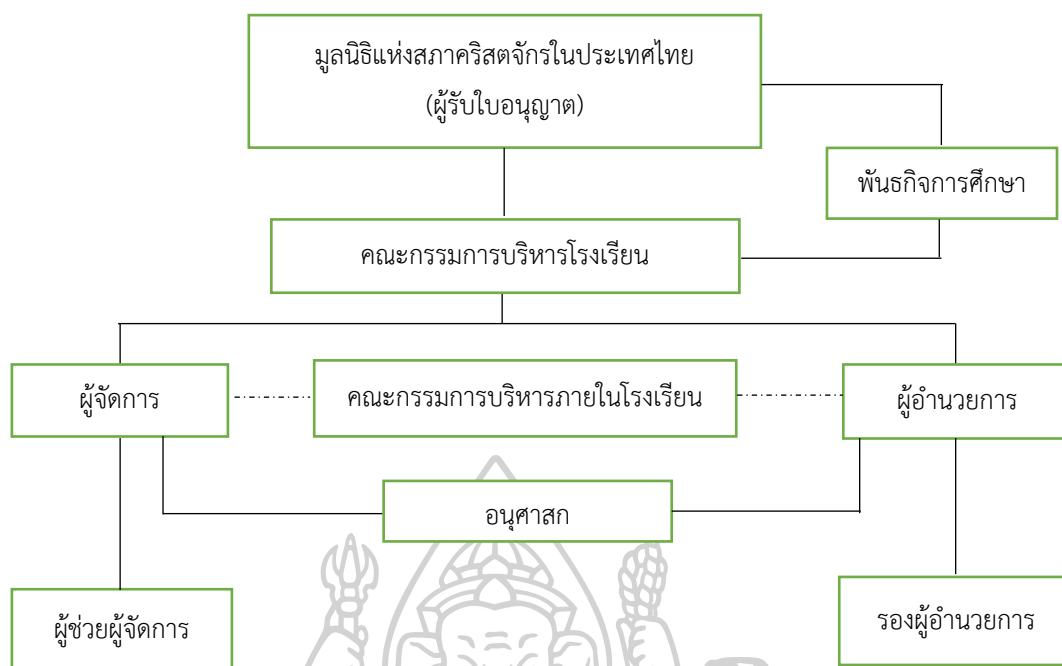 มูลนิธิแห่งสภาคริสตจักรในประเทศไทย
(ผู้รับใบอนุญาต)
พันธกิจการศึกษา
คณะกรรมการบริหารโรงเรียน
ผู้จัดการ
คณะกรรมการบริหารภายในโรงเรียน
ผู้อำนวยการ
อนุศาสก
ผู้ช่วยผู้จัดการ
รองผู้อำนวยการ